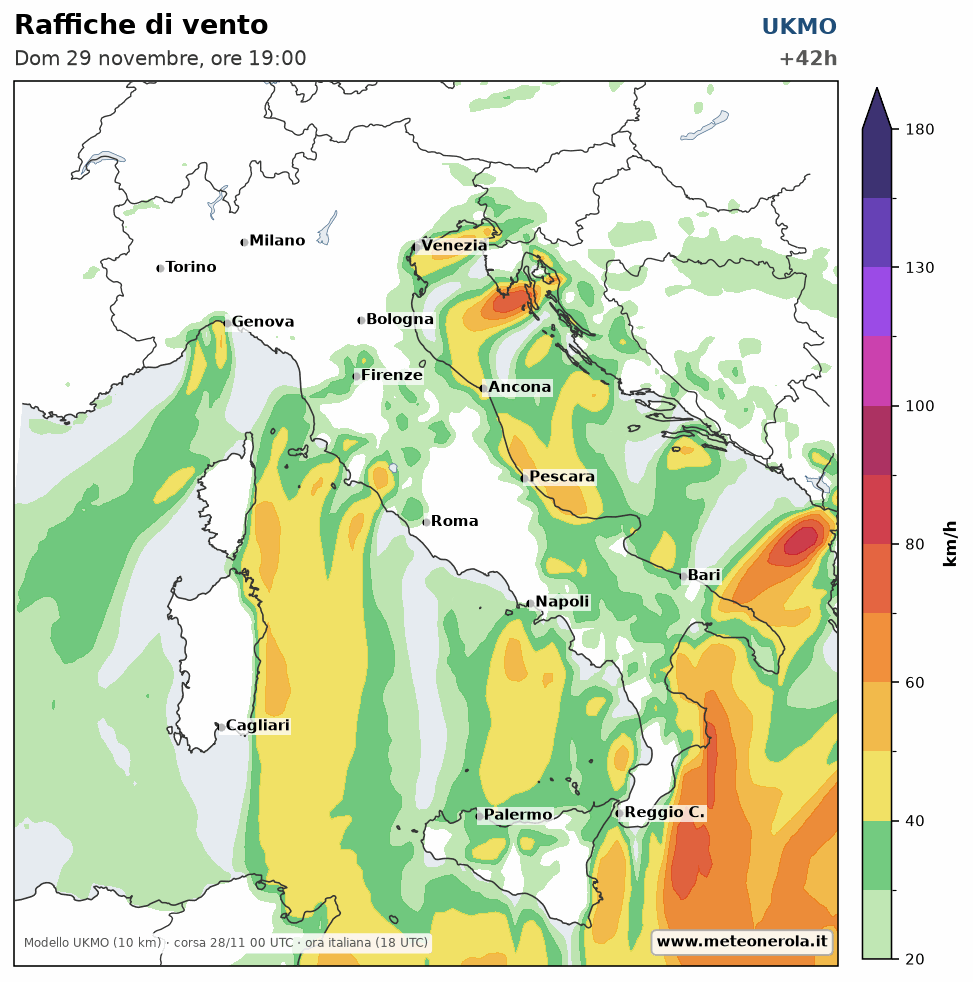 Raffiche di vento
UKMO
Dom 29 novembre, ore 19:00
+42h
180
130
100
80
60
40
20
km/h
Venezia
Milano
Torino
Genova
Bologna
Firenze
Ancona
Pescara
Roma
Bari
Napoli
Cagliari
Palermo
Reggio C.
Modello UKMO (10 km) · corsa 28/11 00 UTC · ora italiana (18 UTC)
www.meteonerola.it